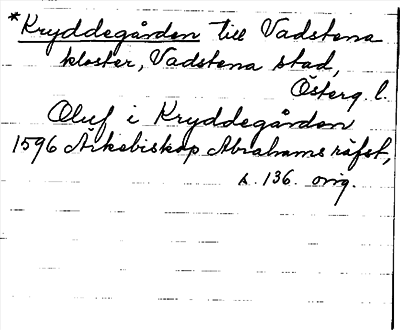 *Kryddegården till Vadstena
kloster, Vadstena stad,
Österg. l.
Oluf i Kryddegården
1596 Ärkebiskop Abrahams räfst,
s. 136. orig.